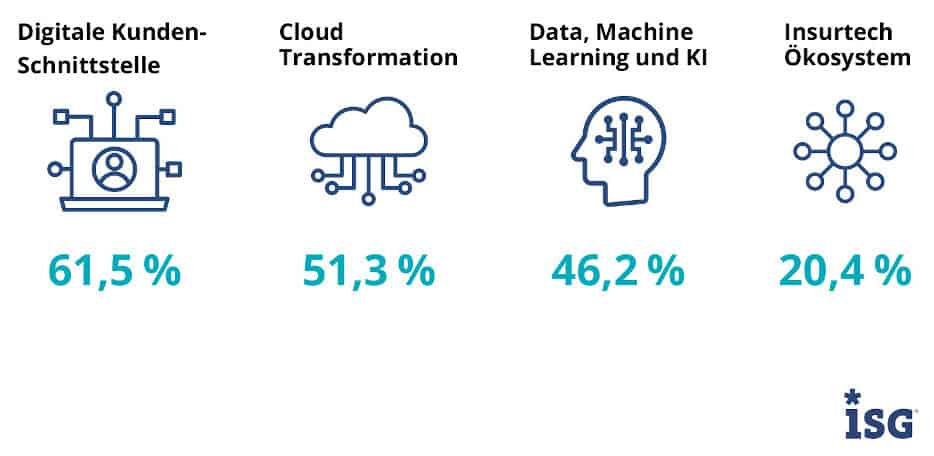 Digitale Kunden-
Schnittstelle
Cloud
Transformation
Data, Machine
Learning und KI
Insurtech
Ökosystem
61,5 %
51,3 %
46,2 %
20,4 %
ISG